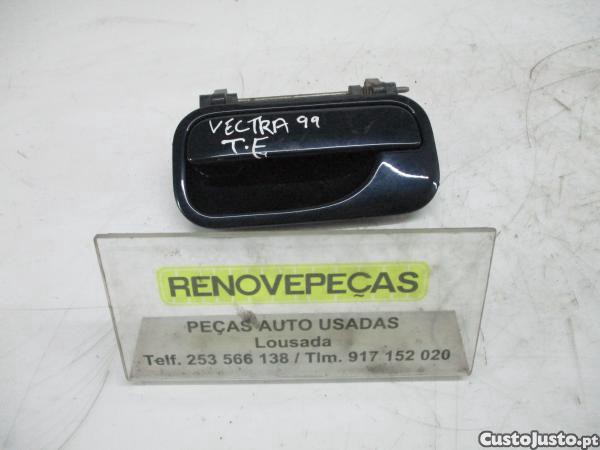 VECTRA 99
T.E
RENOVEPEÇAS
PEÇAS AUTO USADAS
Lousada
Telf. 253 566 138 / Tlm. 917 152 020
CustoJusto.pt